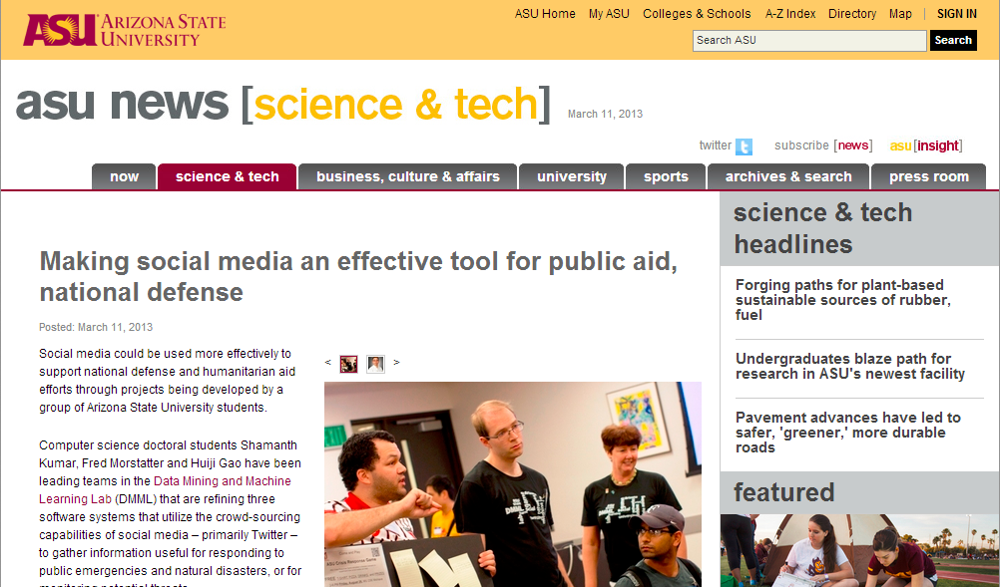 ASU ARIZONA STATE
UNIVERSITY
ASU Home My ASU Colleges & Schools A-Z Index Directory Map | SIGN IN
Search ASU Search
asu news [science & tech] March 11, 2013
twitter subscribe [news] asu[insight]
now science & tech business, culture & affairs university sports archives & search press room
science & tech
headlines
Making social media an effective tool for public aid,
national defense
Posted: March 11, 2013
Social media could be used more effectively to
support national defense and humanitarian aid
efforts through projects being developed by a
group of Arizona State University students.
Computer science doctoral students Shamanth
Kumar, Fred Morstatter and Huiji Gao have been
leading teams in the Data Mining and Machine
Learning Lab (DMML) that are refining three
software systems that utilize the crowd-sourcing
capabilities of social media – primarily Twitter –
to gather information useful for responding to
public emergencies and natural disasters, or for
monitoring potential threats
< >
ASU Crisis Response Game
Forging paths for plant-based
sustainable sources of rubber,
fuel
Undergraduates blaze path for
research in ASU's newest facility
Pavement advances have led to
safer, 'greener,' more durable
roads
featured